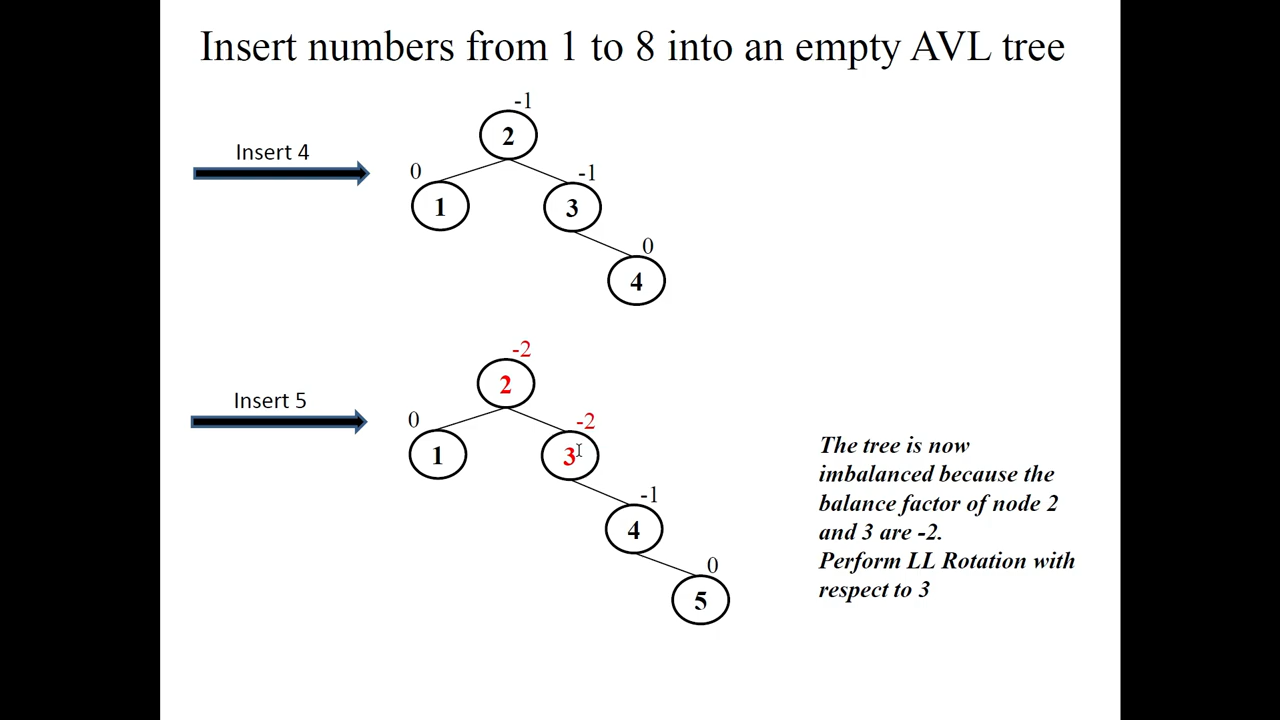 Insert numbers from 1 to 8 into an empty AVL tree
-1
2
Insert 4
0
-1
1
3
0
4
-2
2
Insert 5
0
-2
1
3
-1
4
0
5
The tree is now
imbalanced because the
balance factor of node 2
and 3 are -2.
Perform LL Rotation with
respect to 3